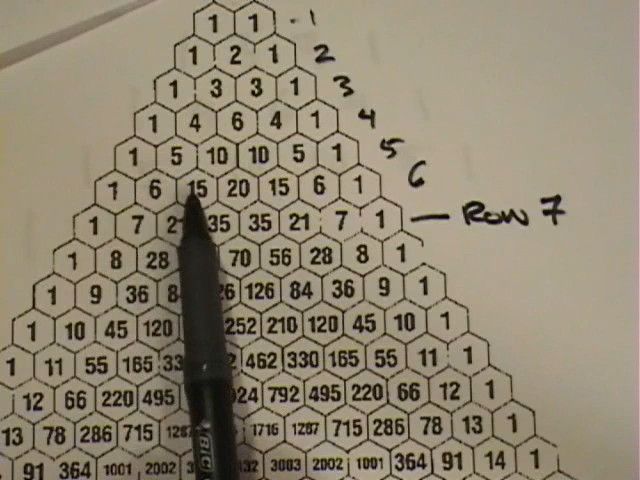 1 1 - 1
1 2 1 2
1 3 3 1 3
1 4 6 4 1 4
1 5 10 10 5 1 5
1 6 15 20 15 6 1 6
1 7 35 35 21 7 1 — Row 7
1 8 28 70 56 28 8 1
1 9 36 126 84 36 9 1
1 10 45 120 252 210 120 45 10 1
1 11 55 165 462 330 165 55 11 1
12 66 220 495 792 495 220 66 12 1
13 78 286 715 1716 1287 715 286 78 13 1
91 364 1001 2002 3003 2002 1001 364 91 14 1
BIC